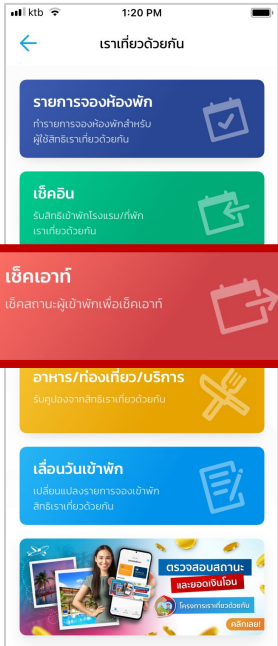 ktb
1:20 PM
เราเที่ยวด้วยกัน
รายการจองห้องพัก
ทำรายการจองห้องพักสำหรับ
ผู้ใช้สิทธิเราเที่ยวด้วยกัน
เช็คอิน
รับสิทธิเข้าพักโรงแรม/ที่พัก
เราเที่ยวด้วยกัน
เช็คเอาท์
เช็คสถานะผู้เข้าพักเพื่อเช็คเอาท์
อาหาร/ท่องเที่ยว/บริการ
รับคูปองจากสิทธิเราเที่ยวด้วยกัน
เลื่อนวันเข้าพัก
เปลี่ยนแปลงรายการจองเข้าพัก
สิทธิเราเที่ยวด้วยกัน
ตรวจสอบสถานะ
และยอดเงินโอน
โครงการเราเที่ยวด้วยกัน
คลิกเลย!